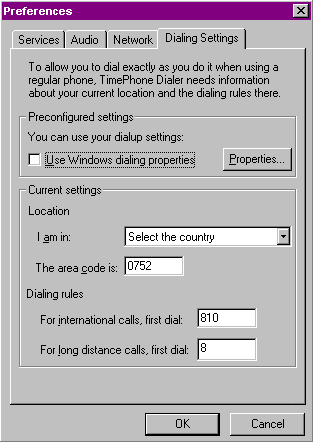 Preferences
Services Audio Network Dialing Settings
To allow you to dial exactly as you do it when using a
regular phone, TimePhone Dialer needs information
about your current location and the dialing rules there.
Preconfigured settings
You can use your dialup settings:
Use Windows dialing properties Properties...
Current settings
Location
I am in: Select the country
The area code is: 0752
Dialing rules
For international calls, first dial: 810
For long distance calls, first dial: 8
OK Cancel